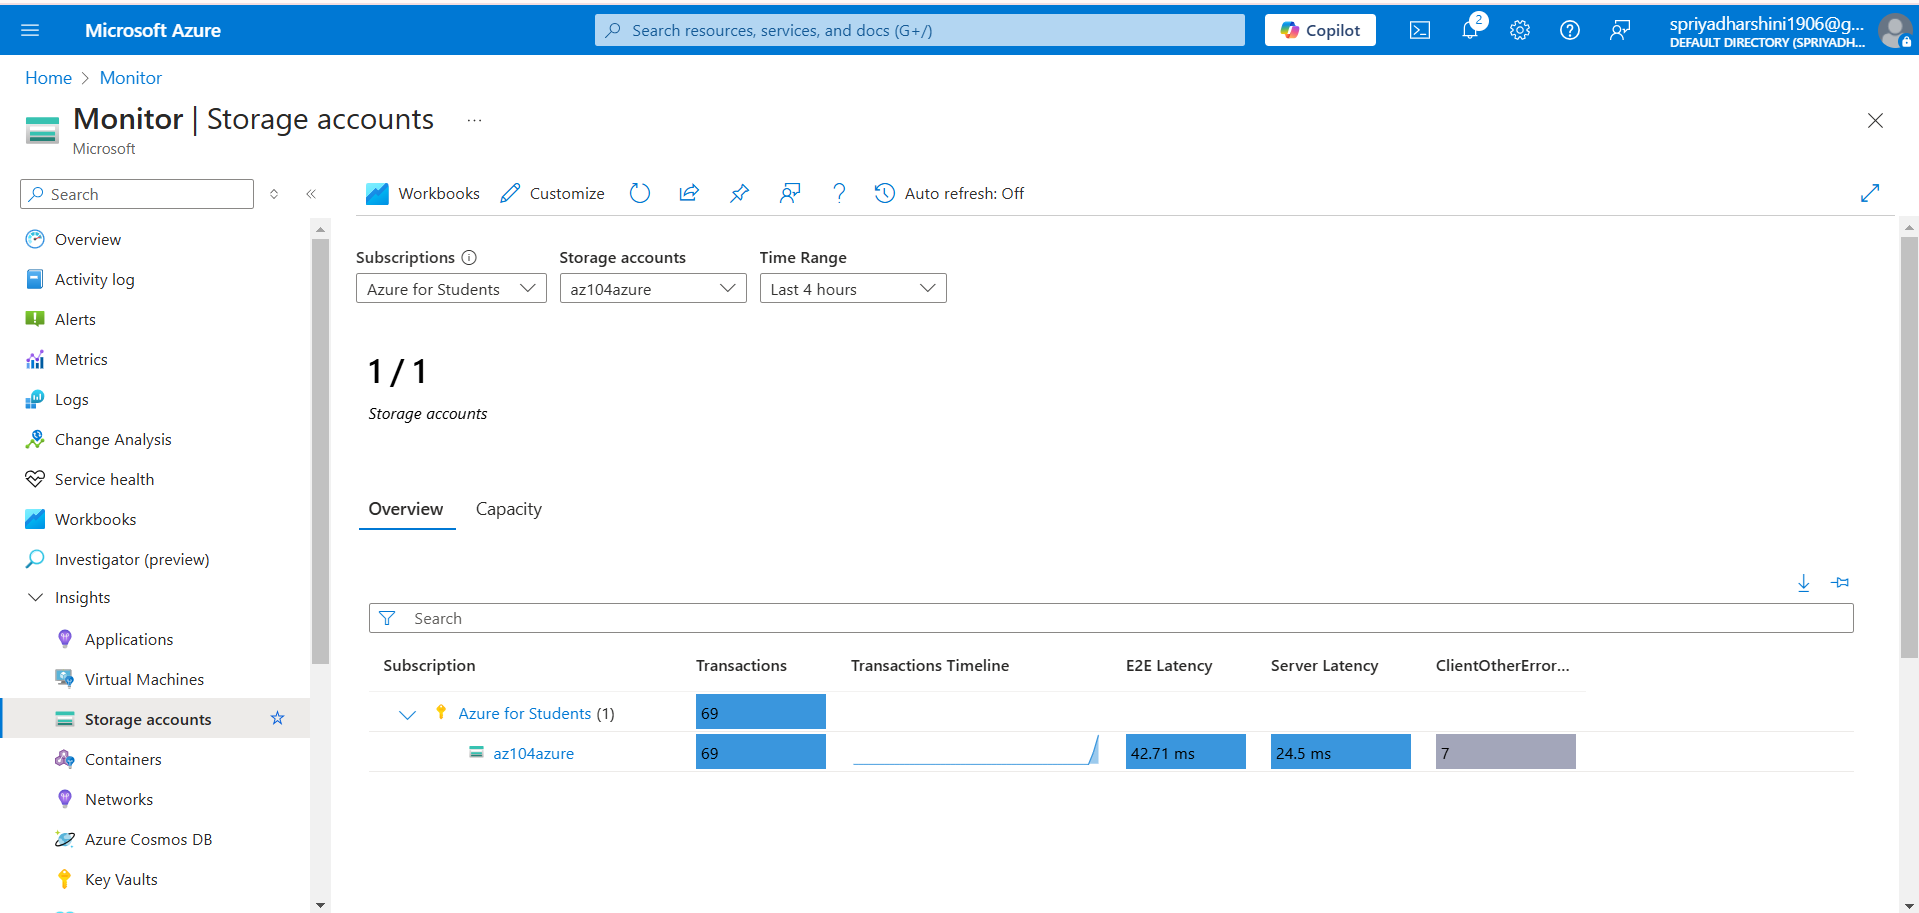 Microsoft Azure
Search resources, services, and docs (G+/)
Copilot
2
spriyadharshini1906@g...
DEFAULT DIRECTORY (SPRIYADH...
Home > Monitor
Monitor | Storage accounts ...
Microsoft
Search
Workbooks
Customize
Auto refresh: Off
Overview
Activity log
Alerts
Metrics
Logs
Change Analysis
Service health
Workbooks
Investigator (preview)
Insights
Applications
Virtual Machines
Storage accounts
Containers
Networks
Azure Cosmos DB
Key Vaults
Subscriptions
Storage accounts
Time Range
Azure for Students
az104azure
Last 4 hours
1 / 1
Storage accounts
Overview
Capacity
Search
Subscription
Transactions
Transactions Timeline
E2E Latency
Server Latency
ClientOtherError...
Azure for Students (1)
69
az104azure
69
42.71 ms
24.5 ms
7